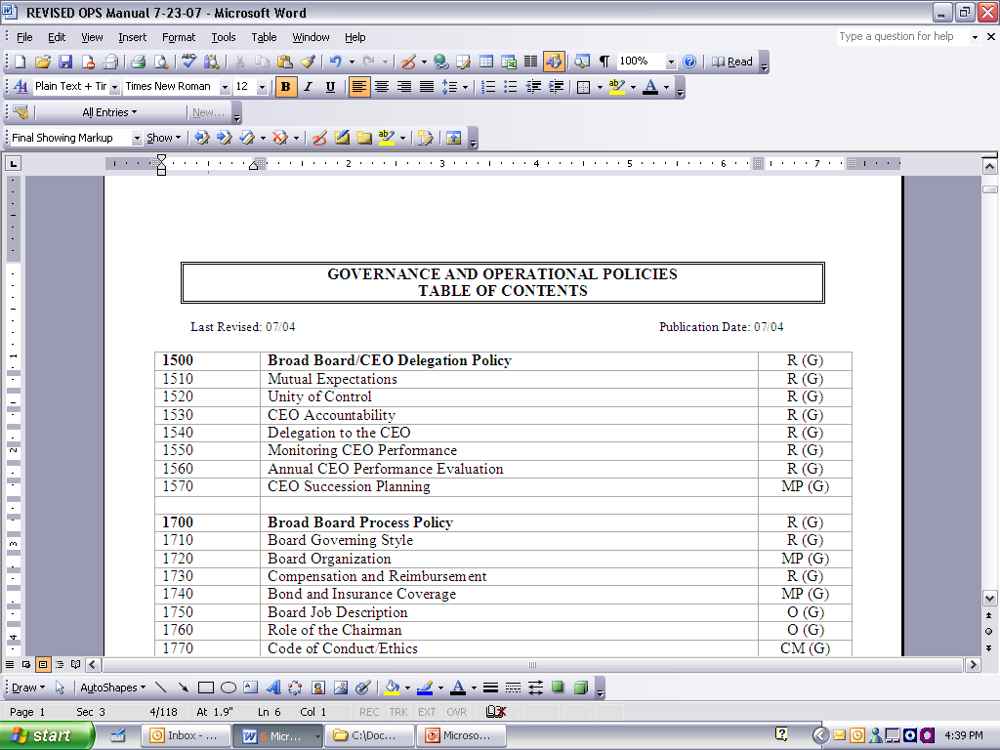 REVISED OPS Manual 7-23-07 - Microsoft Word
File Edit View Insert Format Tools Table Window Help Type a question for help
100% Read
Plain Text + Tir Times New Roman 12 B I U
All Entries New...
Final Showing Markup Show
2 3 4 5 6 7
GOVERNANCE AND OPERATIONAL POLICIES
TABLE OF CONTENTS
Last Revised: 07/04 Publication Date: 07/04
1500 Broad Board/CEO Delegation Policy R (G)
1510 Mutual Expectations R (G)
1520 Unity of Control R (G)
1530 CEO Accountability R (G)
1540 Delegation to the CEO R (G)
1550 Monitoring CEO Performance R (G)
1560 Annual CEO Performance Evaluation R (G)
1570 CEO Succession Planning MP (G)
1700 Broad Board Process Policy R (G)
1710 Board Governing Style R (G)
1720 Board Organization MP (G)
1730 Compensation and Reimbursement R (G)
1740 Bond and Insurance Coverage MP (G)
1750 Board Job Description O (G)
1760 Role of the Chairman O (G)
1770 Code of Conduct/Ethics CM (G)
Draw AutoShapes
Page 1 Sec 3 4/118 At 1.9" Ln 6 Col 1 REC TRK EXT OVR
start Inbox - ... Micr... C:\Doc... Microso... 4:39 PM